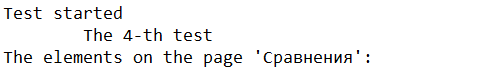 Test started
The 4-th test
The elements on the page 'Сравнения':